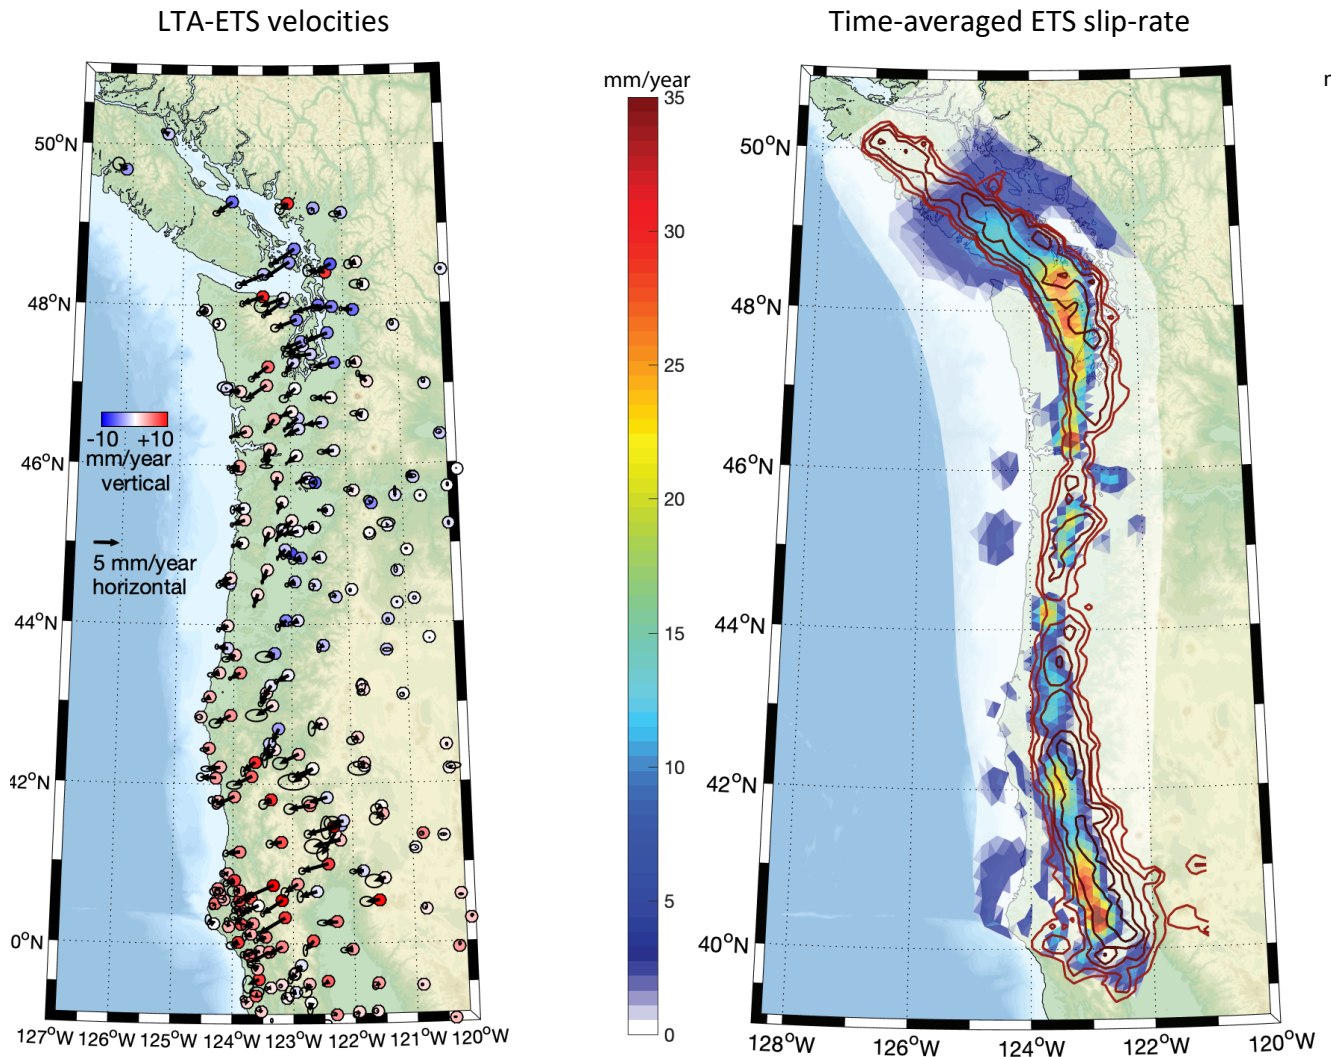 LTA-ETS velocities
Time-averaged ETS slip-rate
mm/year
50°N
48°N
46°N
44°N
42°N
0°N
-10 +10
mm/year
vertical
5 mm/year
horizontal
127°W 126°W 125°W 124°W 123°W 122°W 121°W 120°W
35
30
25
20
15
10
5
0
50°N
48°N
46°N
44°N
42°N
40°N
128°W 126°W 124°W 122°W 120°W